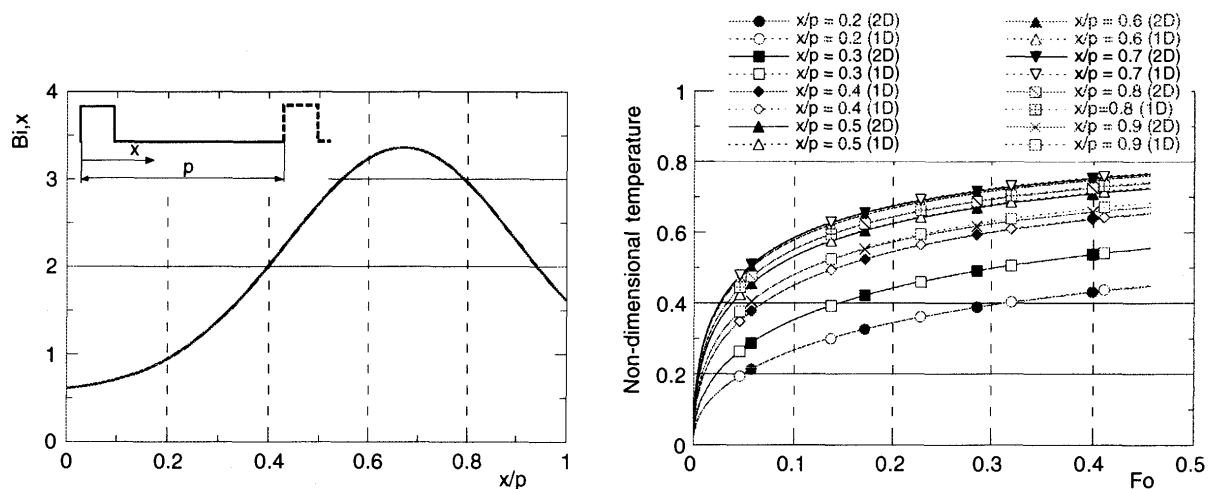 Bi,x
4
3
2
1
0
x
p
0 0.2 0.4 0.6 0.8 1
x/p
x/p = 0.2 (2D)
x/p = 0.2 (1D)
x/p = 0.3 (2D)
x/p = 0.3 (1D)
x/p = 0.4 (1D)
x/p = 0.4 (1D)
x/p = 0.5 (2D)
x/p = 0.5 (1D)
x/p = 0.6 (2D)
x/p = 0.6 (1D)
x/p = 0.7 (2D)
x/p = 0.7 (1D)
x/p = 0.8 (2D)
x/p=0.8 (1D)
x/p = 0.9 (2D)
x/p = 0.9 (1D)
Non-dimensional temperature
1
0.8
0.6
0.4
0.2
0
0 0.1 0.2 0.3 0.4 0.5
Fo